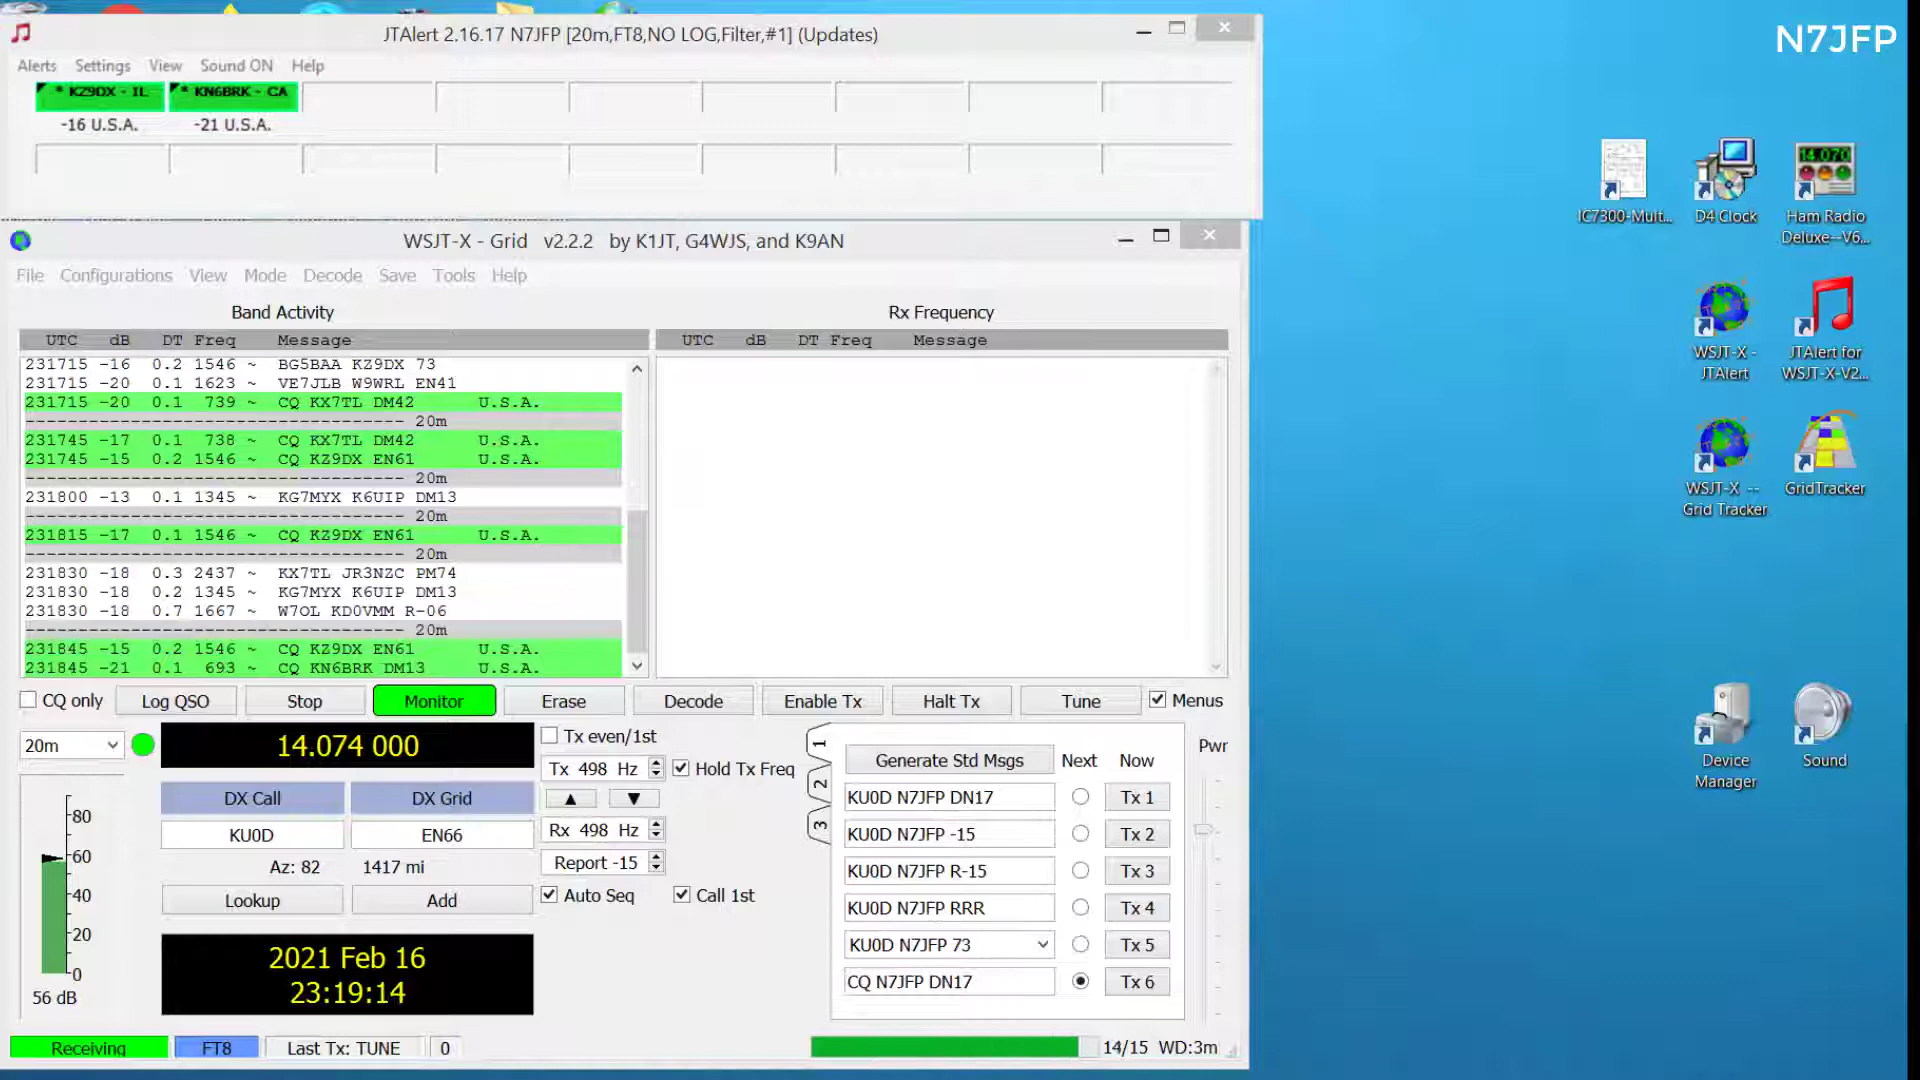 N7JFP
JTAlert 2.16.17 N7JFP [20m,FT8,NO LOG,Filter,#1] (Updates)
Alerts Settings View Sound ON Help
* KZ9DX - IL * KN6BRK - CA
-16 U.S.A. -21 U.S.A.
WSJT-X - Grid v2.2.2 by K1JT, G4WJS, and K9AN
File Configurations View Mode Decode Save Tools Help
Band Activity
UTC dB DT Freq Message
231715 -16 0.2 1546 ~ BG5BAA KZ9DX 73
231715 -20 0.1 1623 ~ VE7JLB W9WRL EN41
231715 -20 0.1 739 ~ CQ KX7TL DM42 U.S.A.
------------------------------------ 20m
231745 -17 0.1 738 ~ CQ KX7TL DM42 U.S.A.
231745 -15 0.2 1546 ~ CQ KZ9DX EN61 U.S.A.
------------------------------------ 20m
231800 -13 0.1 1345 ~ KG7MYX K6UIP DM13
------------------------------------ 20m
231815 -17 0.1 1546 ~ CQ KZ9DX EN61 U.S.A.
------------------------------------ 20m
231830 -18 0.3 2437 ~ KX7TL JR3NZC PM74
231830 -18 0.2 1345 ~ KG7MYX K6UIP DM13
231830 -18 0.7 1667 ~ W7OL KD0VMM R-06
------------------------------------ 20m
231845 -15 0.2 1546 ~ CQ KZ9DX EN61 U.S.A.
231845 -21 0.1 693 ~ CQ KN6BRK DM13 U.S.A.
Rx Frequency
UTC dB DT Freq Message
CQ only Log QSO Stop Monitor Erase Decode Enable Tx Halt Tx Tune Menus
20m 14.074 000
Tx even/1st
Tx 498 Hz Hold Tx Freq
▲ ▼
Rx 498 Hz
Report -15
Auto Seq Call 1st
DX Call DX Grid
KU0D EN66
Az: 82 1417 mi
Lookup Add
2021 Feb 16
23:19:14
80
60
40
20
0
56 dB
1
2
3
Generate Std Msgs Next Now
KU0D N7JFP DN17 Tx 1
KU0D N7JFP -15 Tx 2
KU0D N7JFP R-15 Tx 3
KU0D N7JFP RRR Tx 4
KU0D N7JFP 73 Tx 5
CQ N7JFP DN17 Tx 6
Pwr
Receiving FT8 Last Tx: TUNE 0 14/15 WD:3m
IC7300-Mult...
D4 Clock
14.070
Ham Radio
Deluxe--V6...
WSJT-X -
JTAlert
JTAlert for
WSJT-X-V2...
WSJT-X --
Grid Tracker
GridTracker
Device
Manager
Sound